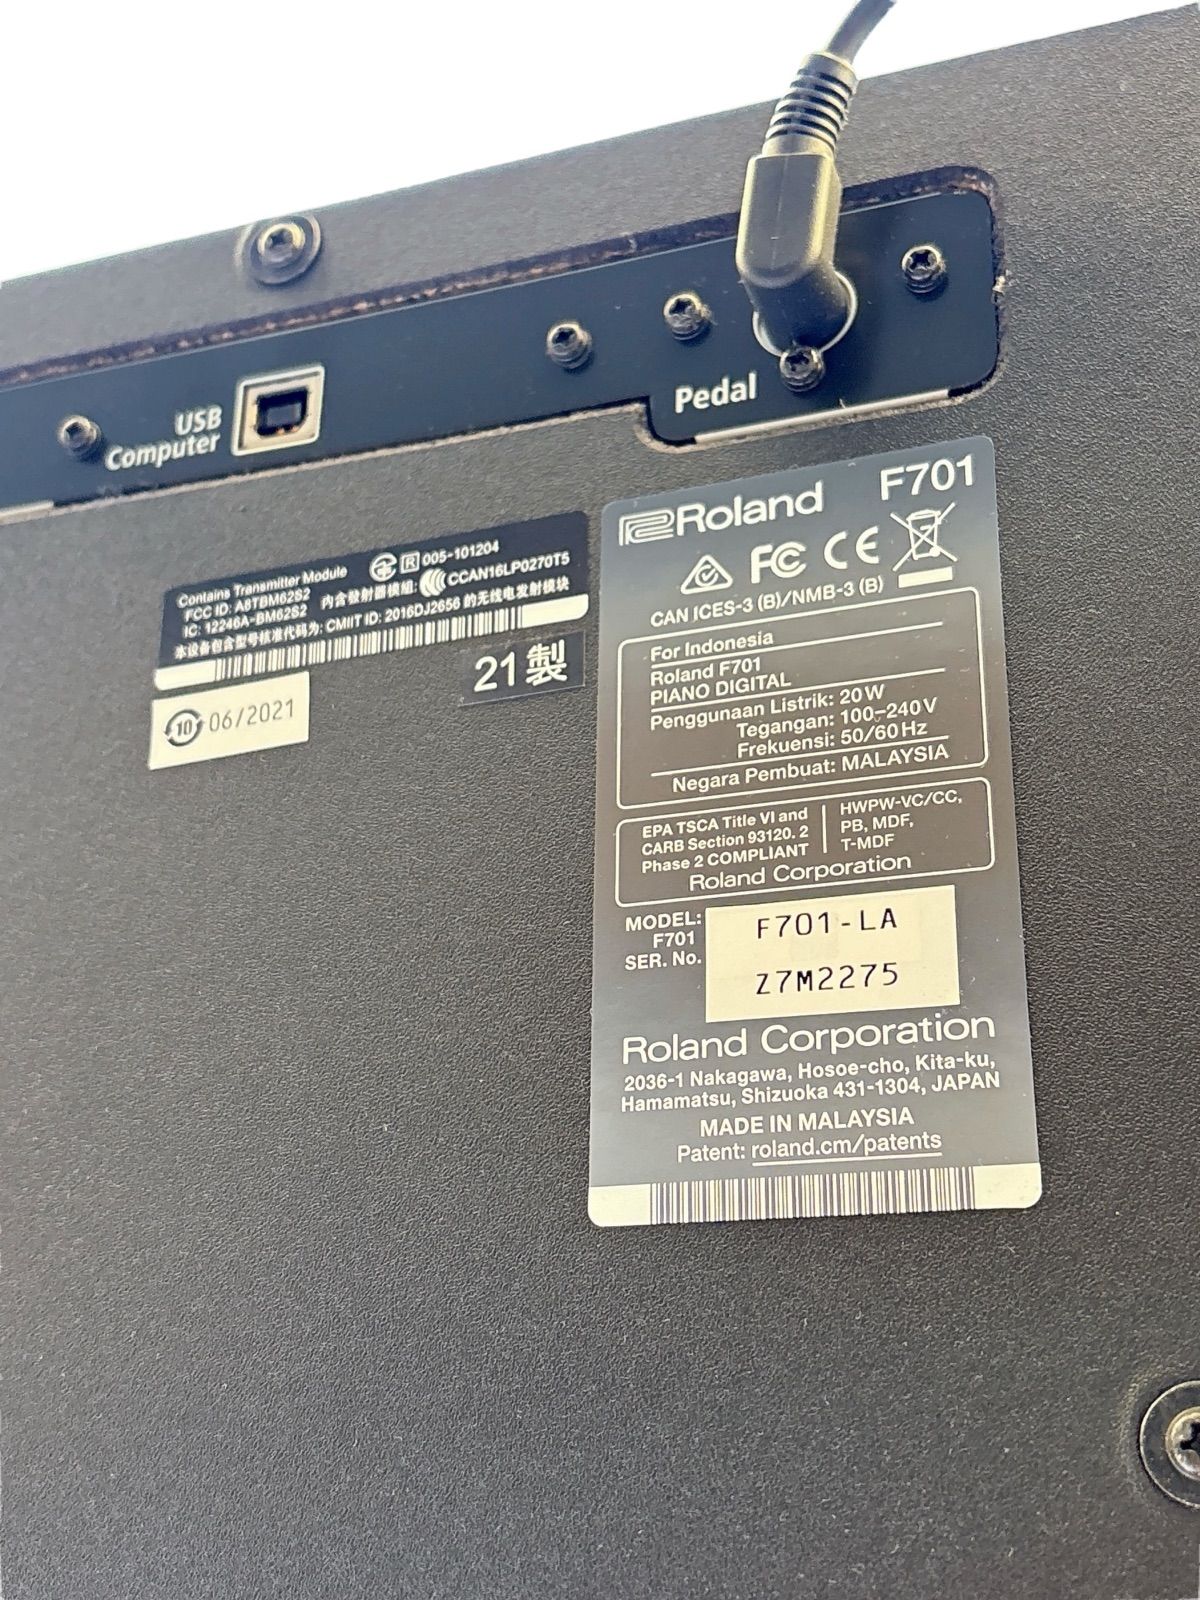 USB
Computer
Pedal
Contains Transmitter Module
FCC ID: A8TBM62S2
IC: 12246A-BM62S2
R 005-101204
內含發射器模組: CCAN16LP0270T5
本设备包含型号核准代码为: CMIIT ID: 2016DJ2656 的无线电发射模块
21製
10 06/2021
Roland F701
FC CE
CAN ICES-3 (B)/NMB-3 (B)
For Indonesia
Roland F701
PIANO DIGITAL
Penggunaan Listrik: 20 W
Tegangan: 100–240 V
Frekuensi: 50/60 Hz
Negara Pembuat: MALAYSIA
EPA TSCA Title VI and
CARB Section 93120. 2
Phase 2 COMPLIANT
HWPW-VC/CC,
PB, MDF,
T-MDF
Roland Corporation
MODEL:
F701
F701-LA
SER. No.
Z7M2275
Roland Corporation
2036-1 Nakagawa, Hosoe-cho, Kita-ku,
Hamamatsu, Shizuoka 431-1304, JAPAN
MADE IN MALAYSIA
Patent: roland.cm/patents